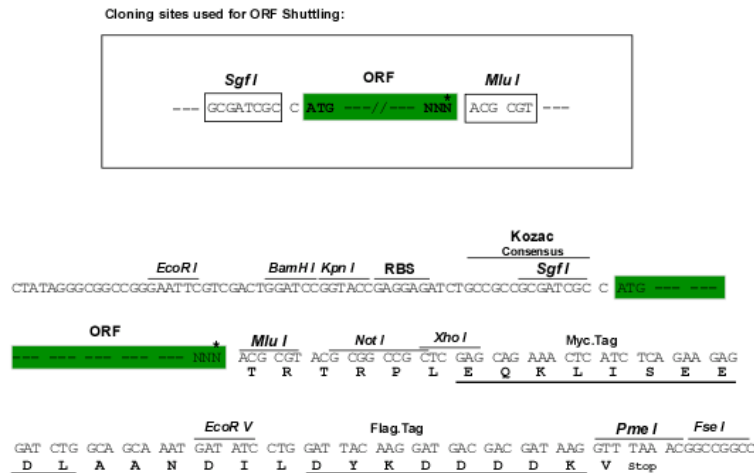 Cloning sites used for ORF Shuttling:
Sgf I ORF Mlu I
--- GCGATCGC C ATG ---//--- NNN* ACG CGT ---
Kozac
Consensus
EcoR I BamH I Kpn I RBS Sgf I
CTATAGGGCGGCCGGGAATTCGTCGACTGGATCCGGTACCGAGGAGATCTGCCGCCGCGATCGC C ATG --- ---
ORF Mlu I Not I Xho I Myc.Tag
--- --- --- --- --- NNN* ACG CGT ACG CGG CCG CTC GAG CAG AAA CTC ATC TCA GAA GAG
T R T R P L E Q K L I S E E
EcoR V Flag.Tag Pme I Fse I
GAT CTG GCA GCA AAT GAT ATC CTG GAT TAC AAG GAT GAC GAC GAT AAG GTT TAA ACGGCCGGCC
D L A A N D I L D Y K D D D D K V Stop